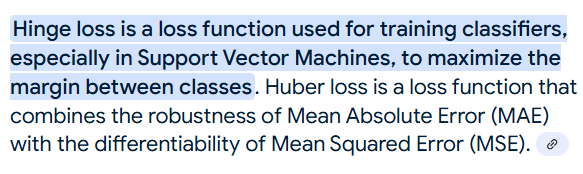 Hinge loss is a loss function used for training classifiers,
especially in Support Vector Machines, to maximize the
margin between classes. Huber loss is a loss function that
combines the robustness of Mean Absolute Error (MAE)
with the differentiability of Mean Squared Error (MSE).